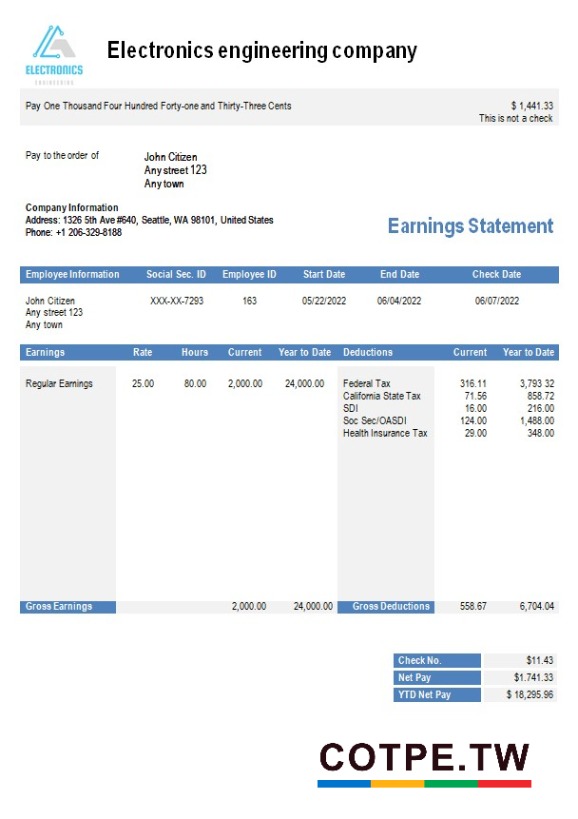 Electronics engineering company
ELECTRONICS
ENGINEERING
Pay One Thousand Four Hundred Forty-one and Thirty-Three Cents $ 1,441.33
This is not a check
Pay to the order of John Citizen
Any street 123
Any town
Company Information
Address: 1326 5th Ave #640, Seattle, WA 98101, United States
Phone: +1 206-329-8188
Earnings Statement
Employee Information Social Sec. ID Employee ID Start Date End Date Check Date
John Citizen XXX-XX-7293 163 05/22/2022 06/04/2022 06/07/2022
Any street 123
Any town
Earnings Rate Hours Current Year to Date Deductions Current Year to Date
Regular Earnings 25.00 80.00 2,000.00 24,000.00 Federal Tax 316.11 3,793 32
California State Tax 71.56 858.72
SDI 16.00 216.00
Soc Sec/OASDI 124.00 1,488.00
Health Insurance Tax 29.00 348.00
Gross Earnings 2,000.00 24,000.00 Gross Deductions 558.67 6,704.04
Check No. $11.43
Net Pay $1.741.33
YTD Net Pay $ 18,295.96
COTPE.TW